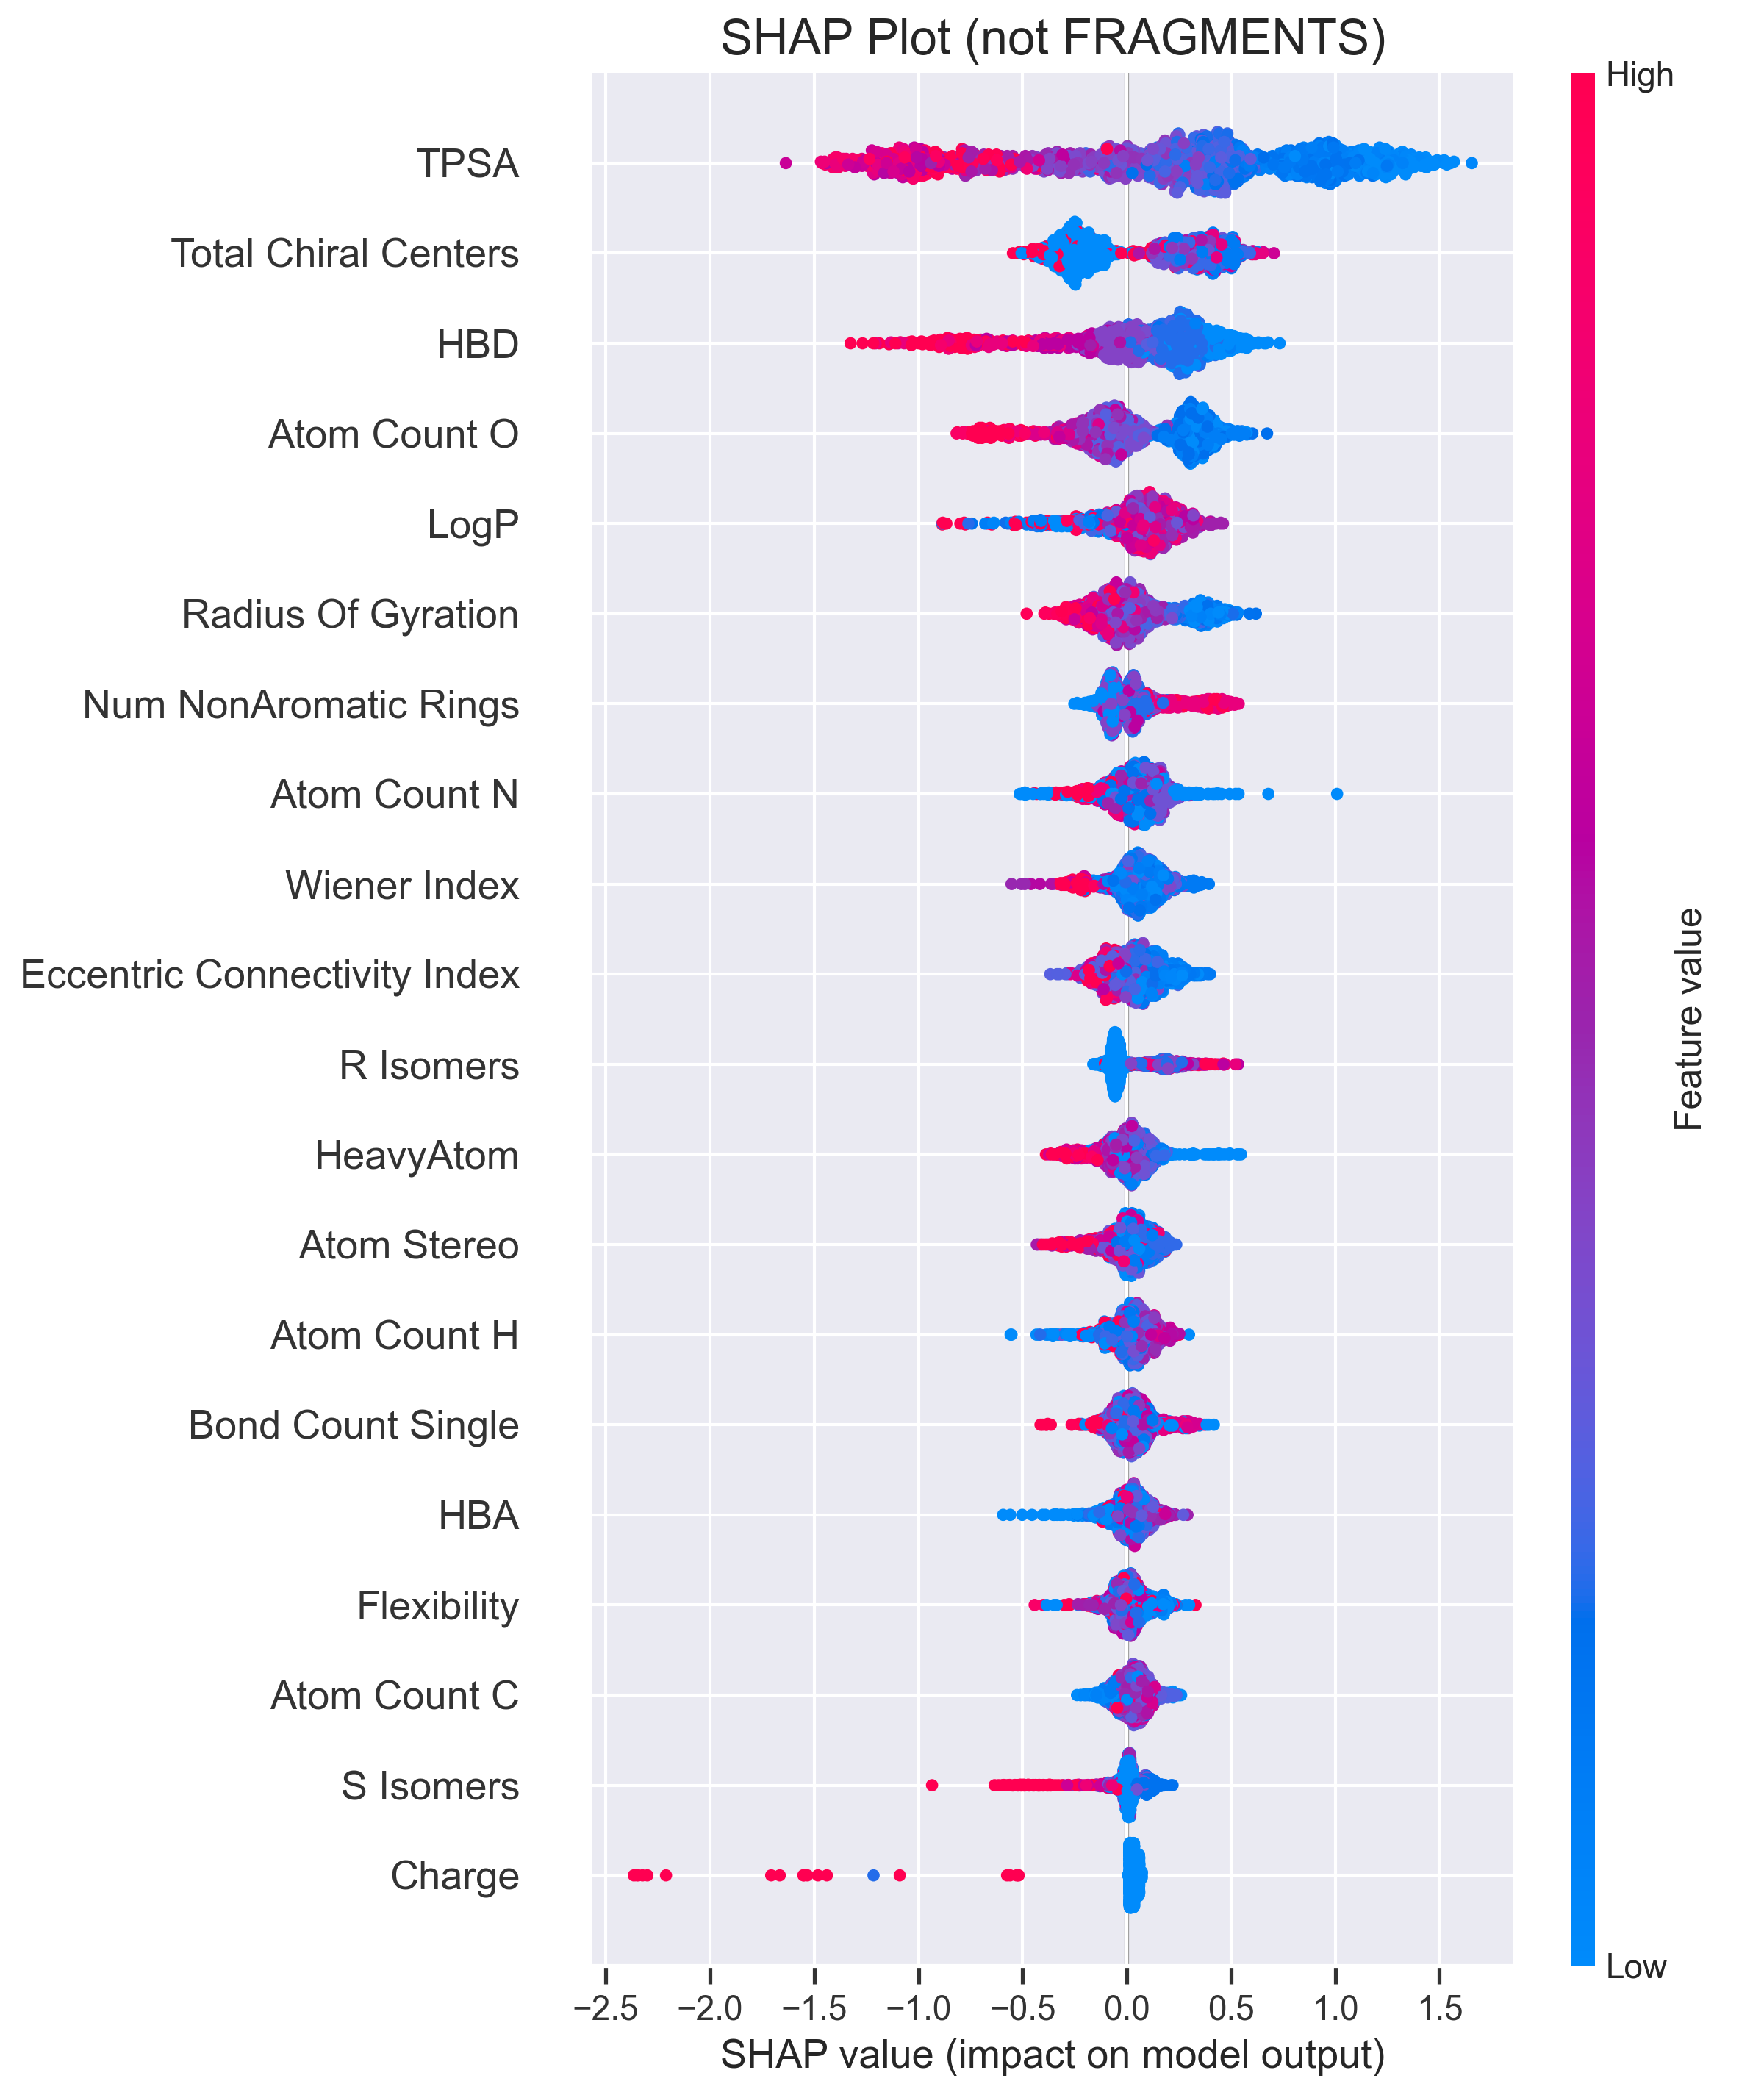 SHAP Plot (not FRAGMENTS)
High
TPSA
Total Chiral Centers
HBD
Atom Count O
LogP
Radius Of Gyration
Num NonAromatic Rings
Atom Count N
Wiener Index
Eccentric Connectivity Index
R Isomers
HeavyAtom
Atom Stereo
Atom Count H
Bond Count Single
HBA
Flexibility
Atom Count C
S Isomers
Charge
Feature value
Low
−2.5 −2.0 −1.5 −1.0 −0.5 0.0 0.5 1.0 1.5
SHAP value (impact on model output)